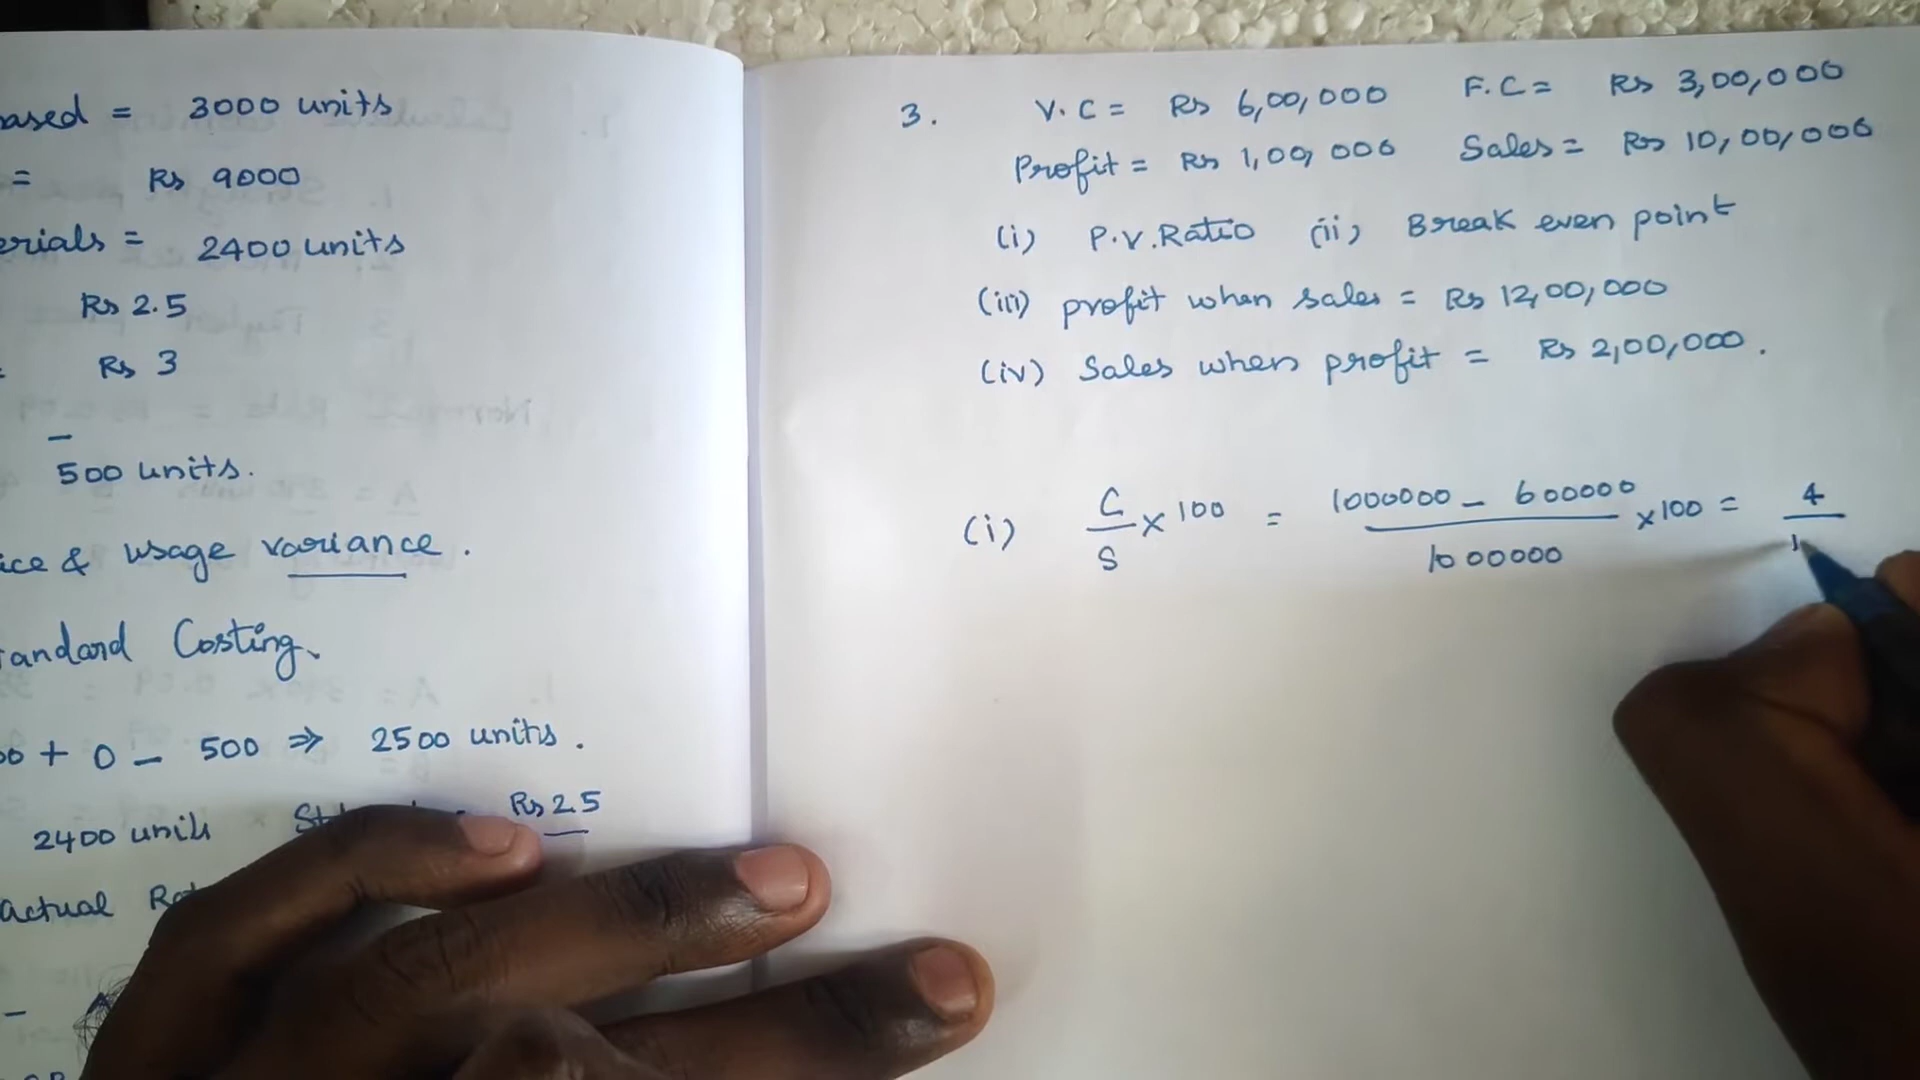 ased = 3000 units
= Rs 9000
erials = 2400 units
Rs 2.5
= Rs 3
500 units.
ice & usage variance.
andard Costing.
00 + 0 - 500 ⇒ 2500 units.
2400 units Rs 2.5
actual
3. V.C = Rs 6,00,000 F.C = Rs 3,00,000
Profit = Rs 1,00,000 Sales = Rs 10,00,000
(i) P.V.Ratio (ii) Break even point
(iii) profit when sales = Rs 12,00,000
(iv) Sales when profit = Rs 2,00,000.
(i) C/S × 100 = 1000000 - 600000 / 1000000 × 100 = 4 / 1